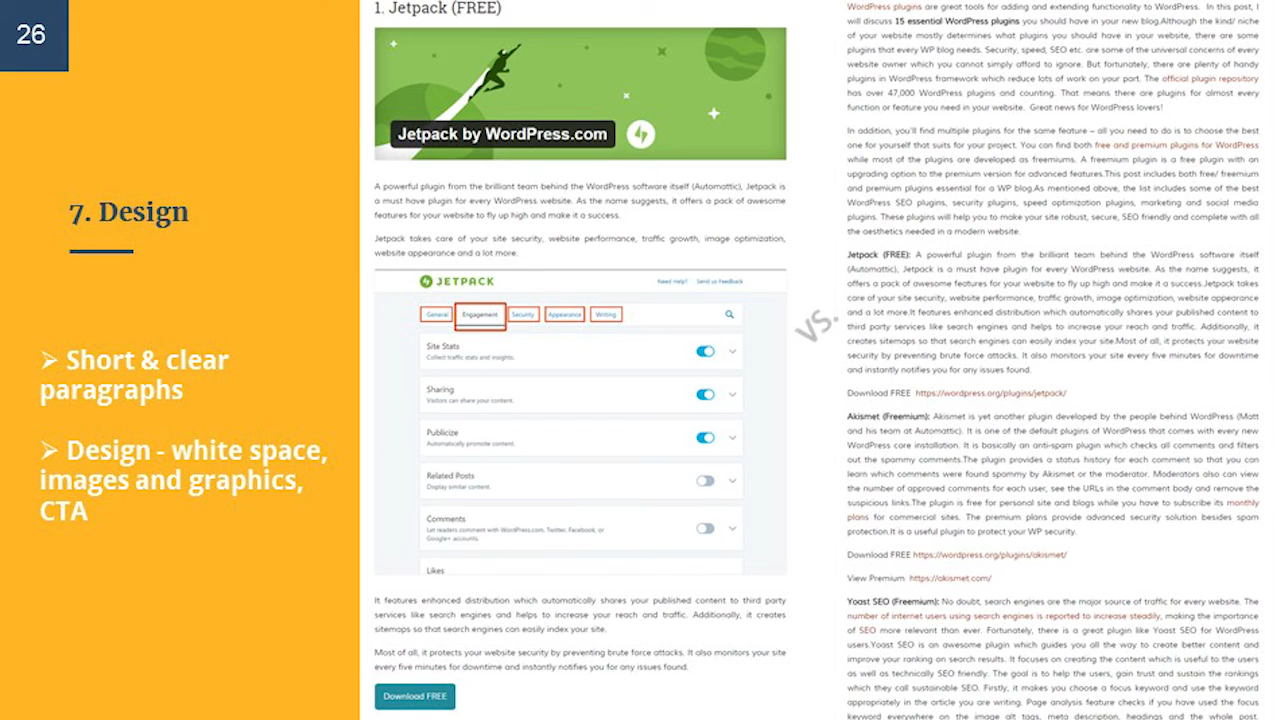 26
7. Design
➢ Short & clear
paragraphs
➢ Design - white space,
images and graphics,
CTA
1. Jetpack (FREE)
Jetpack by WordPress.com
A powerful plugin from the brilliant team behind the WordPress software itself (Automattic), Jetpack is
a must have plugin for every WordPress website. As the name suggests, it offers a pack of awesome
features for your website to fly up high and make it a success.
Jetpack takes care of your site security, website performance, traffic growth, image optimization,
website appearance and a lot more.
JETPACK
Need Help? Send us Feedback
General Engagement Security Appearance Writing
Site Stats
Collect traffic stats and insights.
Sharing
Visitors can share your content.
Publicize
Automatically promote content.
Related Posts
Display similar content.
Comments
Let readers comment with WordPress.com, Twitter, Facebook, or
Google+ accounts.
Likes
It features enhanced distribution which automatically shares your published content to third party
services like search engines and helps to increase your reach and traffic. Additionally, it creates
sitemaps so that search engines can easily index your site.
Most of all, it protects your website security by preventing brute force attacks. It also monitors your site
every five minutes for downtime and instantly notifies you for any issues found.
Download FREE
vs.
WordPress plugins are great tools for adding and extending functionality to WordPress. In this post, I
will discuss 15 essential WordPress plugins you should have in your new blog.Although the kind/ niche
of your website mostly determines what plugins you should have in your website, there are some
plugins that every WP blog needs. Security, speed, SEO etc. are some of the universal concerns of every
website owner which you cannot simply afford to ignore. But fortunately, there are plenty of handy
plugins in WordPress framework which reduce lots of work on your part. The official plugin repository
has over 47,000 WordPress plugins and counting. That means there are plugins for almost every
function or feature you need in your website. Great news for WordPress lovers!
In addition, you'll find multiple plugins for the same feature – all you need to do is to choose the best
one for yourself that suits for your project. You can find both free and premium plugins for WordPress
while most of the plugins are developed as freemiums. A freemium plugin is a free plugin with an
upgrading option to the premium version for advanced features.This post includes both free/ freemium
and premium plugins essential for a WP blog.As mentioned above, the list includes some of the best
WordPress SEO plugins, security plugins, speed optimization plugins, marketing and social media
plugins. These plugins will help you to make your site robust, secure, SEO friendly and complete with all
the aesthetics needed in a modern website.
Jetpack (FREE): A powerful plugin from the brilliant team behind the WordPress software itself
(Automattic), Jetpack is a must have plugin for every WordPress website. As the name suggests, it
offers a pack of awesome features for your website to fly up high and make it a success.Jetpack takes
care of your site security, website performance, traffic growth, image optimization, website appearance
and a lot more.It features enhanced distribution which automatically shares your published content to
third party services like search engines and helps to increase your reach and traffic. Additionally, it
creates sitemaps so that search engines can easily index your site.Most of all, it protects your website
security by preventing brute force attacks. It also monitors your site every five minutes for downtime
and instantly notifies you for any issues found.
Download FREE https://wordpress.org/plugins/jetpack/
Akismet (Freemium): Akismet is yet another plugin developed by the people behind WordPress (Matt
and his team at Automattic). It is one of the default plugins of WordPress that comes with every new
WordPress core installation. It is basically an anti-spam plugin which checks all comments and filters
out the spammy comments.The plugin provides a status history for each comment so that you can
learn which comments were found spammy by Akismet or the moderator. Moderators also can view
the number of approved comments for each user, see the URLs in the comment body and remove the
suspicious links.The plugin is free for personal site and blogs while you have to subscribe its monthly
plans for commercial sites. The premium plans provide advanced security solution besides spam
protection.It is a useful plugin to protect your WP security.
Download FREE https://wordpress.org/plugins/akismet/
View Premium https://akismet.com/
Yoast SEO (Freemium): No doubt, search engines are the major source of traffic for every website. The
number of internet users using search engines is reported to increase steadily, making the importance
of SEO more relevant than ever. Fortunately, there is a great plugin like Yoast SEO for WordPress
users.Yoast SEO is an awesome plugin which guides you all the way to create better content and
improve your ranking on search results. It focuses on creating the content which is useful to the users
as well as technically SEO friendly. The goal is to help the users, gain trust and sustain the rankings
which they call sustainable SEO. Firstly, it makes you choose a focus keyword and use the keyword
appropriately in the article you are writing. Page analysis feature checks if you have used the focus
keyword everywhere on the image alt tags, meta description, headings and the whole post.